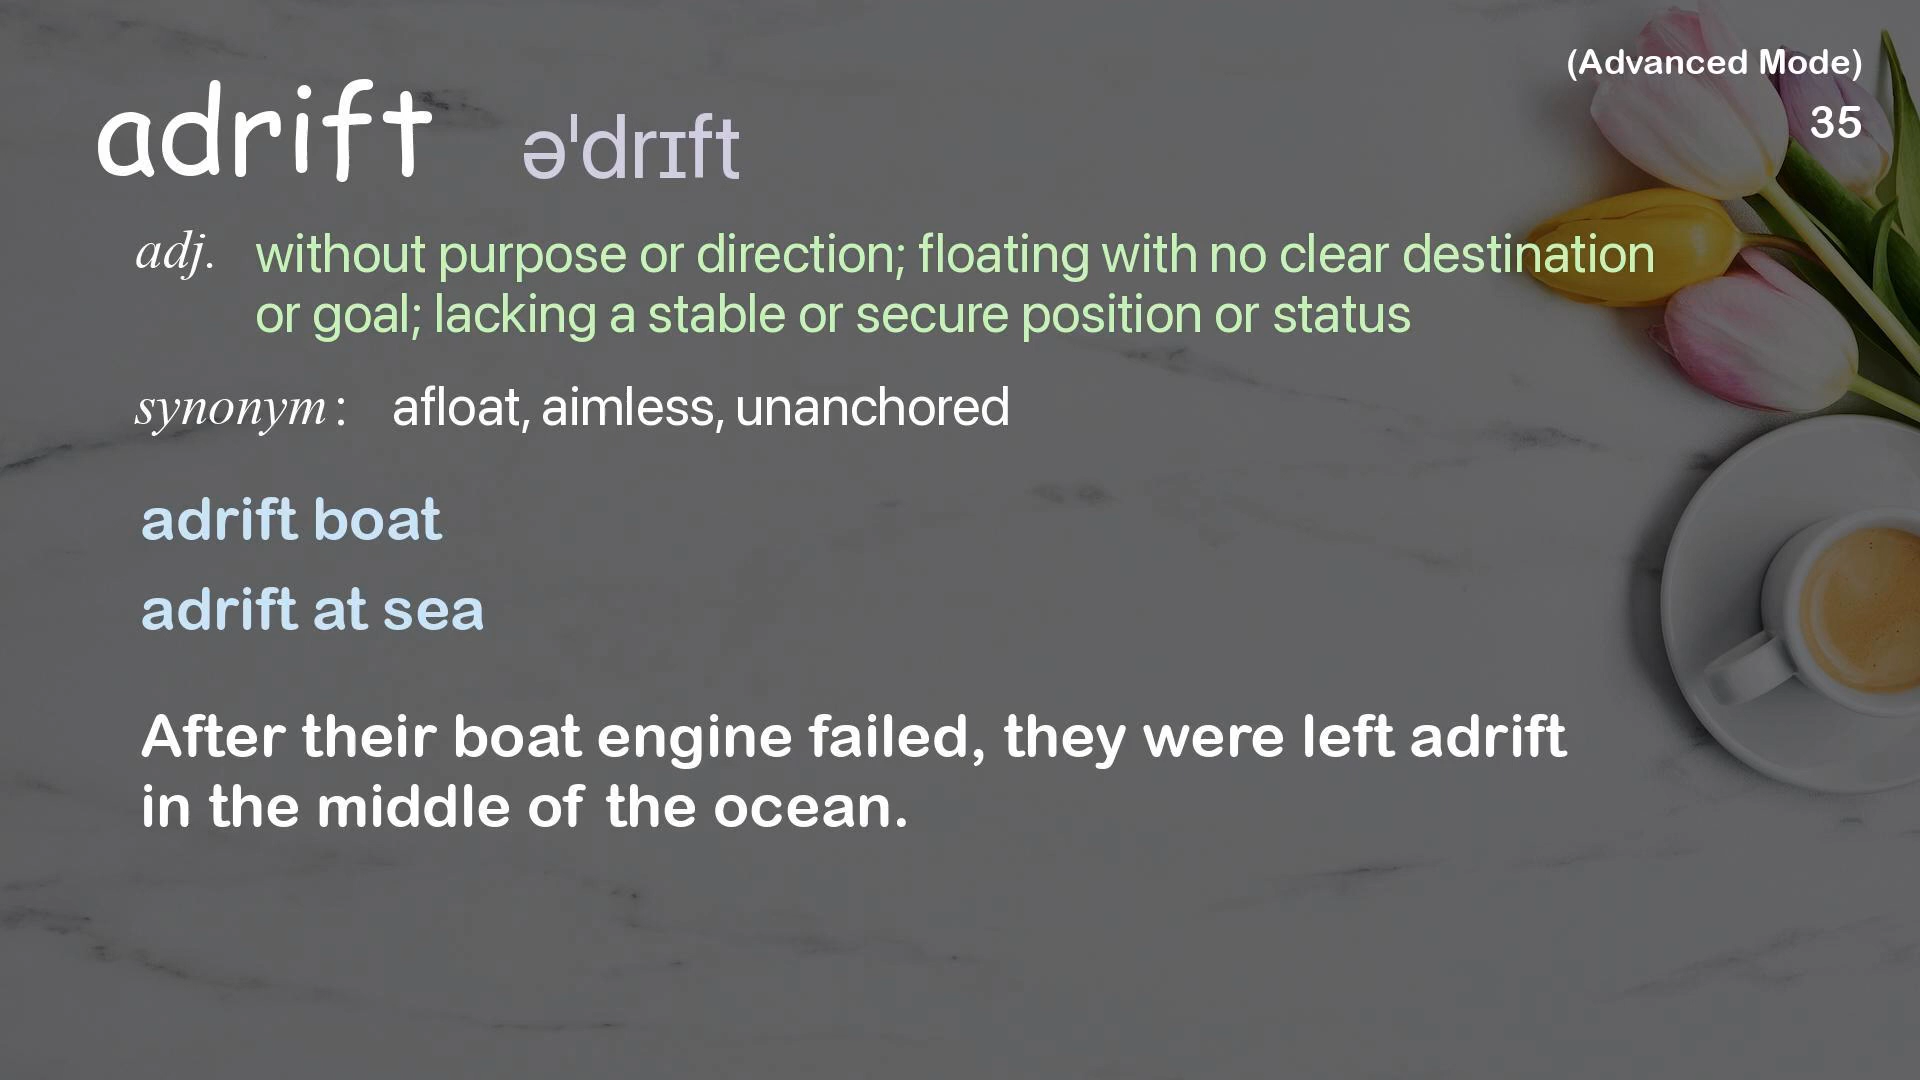 (Advanced Mode)
35
adrift əˈdrɪft
adj. without purpose or direction; floating with no clear destination
or goal; lacking a stable or secure position or status
synonym : afloat, aimless, unanchored
adrift boat
adrift at sea
After their boat engine failed, they were left adrift
in the middle of the ocean.